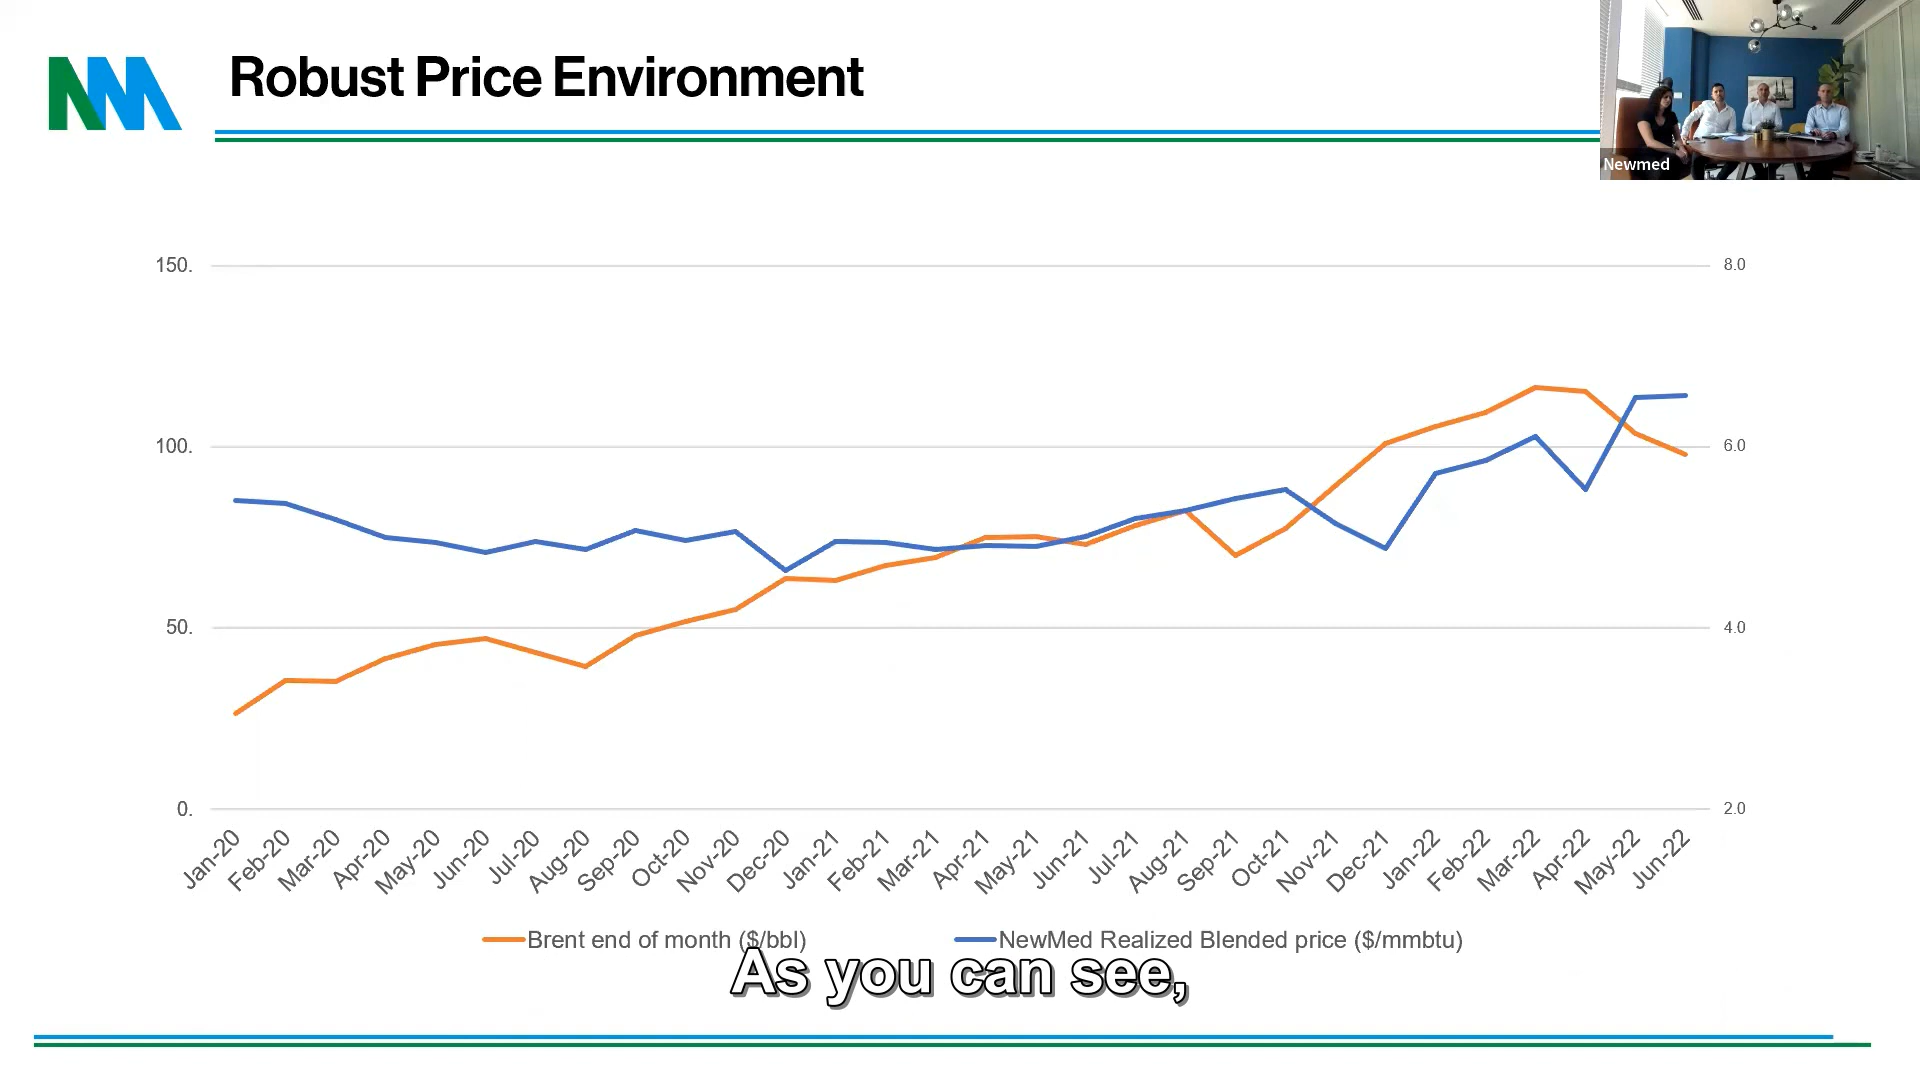 Robust Price Environment
Newmed
150.
100.
50.
0.
8.0
6.0
4.0
2.0
Jan-20
Feb-20
Mar-20
Apr-20
May-20
Jun-20
Jul-20
Aug-20
Sep-20
Oct-20
Nov-20
Dec-20
Jan-21
Feb-21
Mar-21
Apr-21
May-21
Jun-21
Jul-21
Aug-21
Sep-21
Oct-21
Nov-21
Dec-21
Jan-22
Feb-22
Mar-22
Apr-22
May-22
Jun-22
Brent end of month ($/bbl)
NewMed Realized Blended price ($/mmbtu)
As you can see,